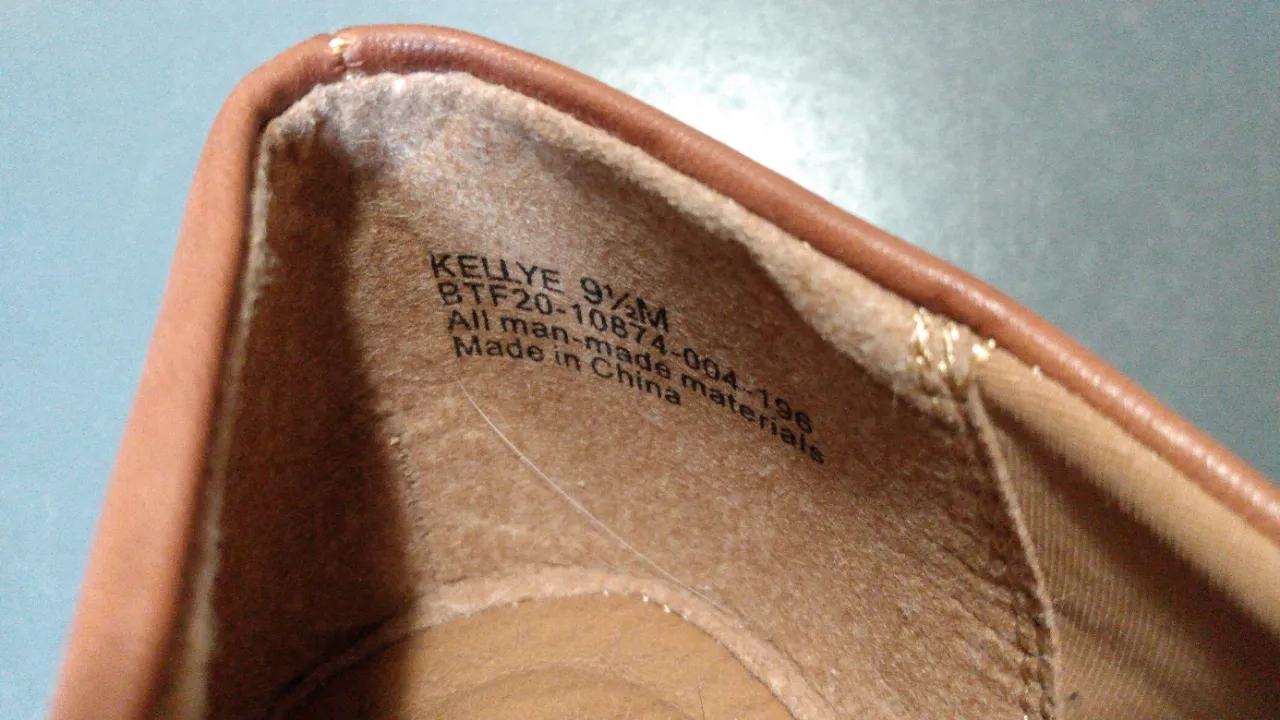 KELLYE 9½M
BTF20-10874-004-196
All man-made materials
Made in China